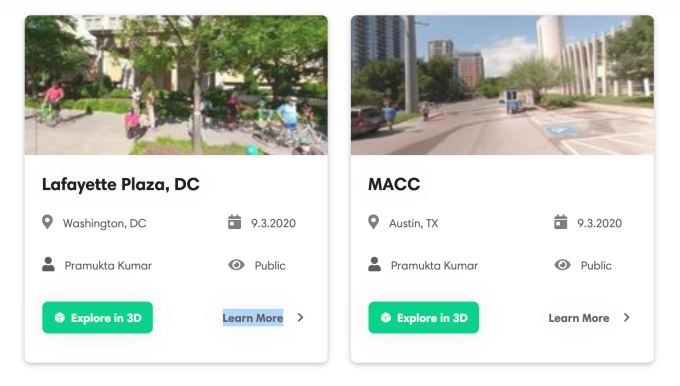 Lafayette Plaza, DC
Washington, DC 9.3.2020
Pramukta Kumar Public
Explore in 3D Learn More
MACC
Austin, TX 9.3.2020
Pramukta Kumar Public
Explore in 3D Learn More